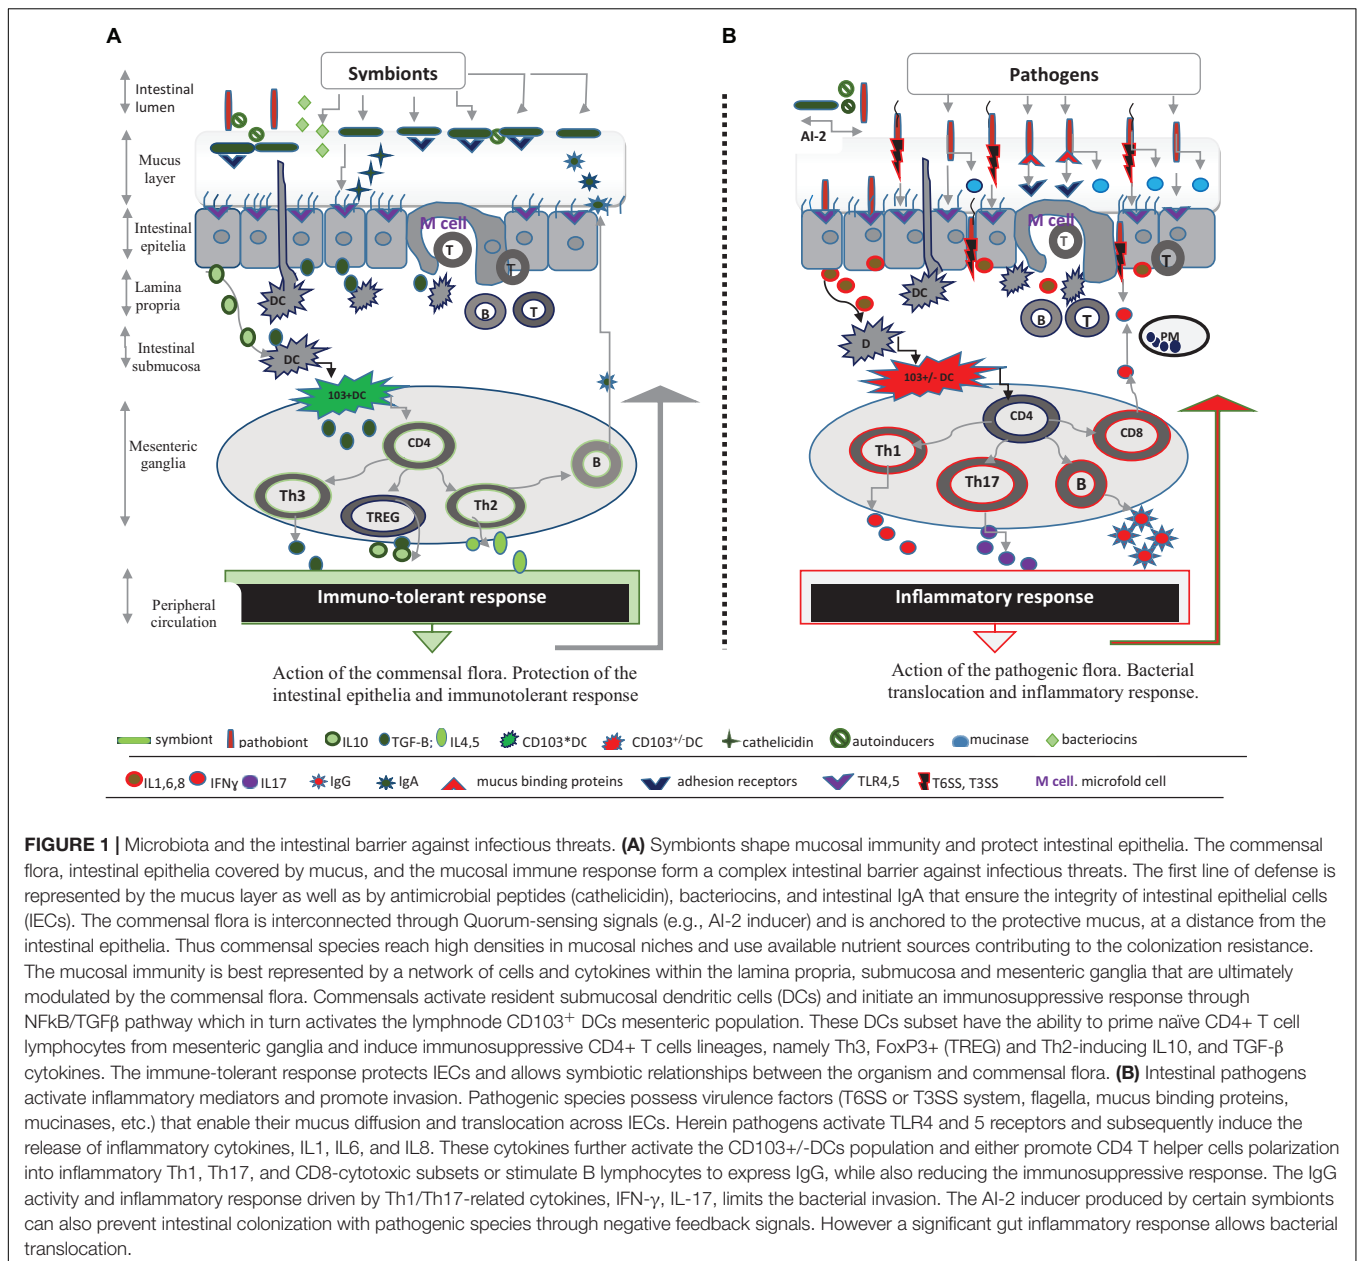 A
B
Symbionts
Pathogens
Intestinal
lumen
Mucus
layer
Intestinal
epitelia
Lamina
propria
Intestinal
submucosa
Mesenteric
ganglia
Peripheral
circulation
M cell
T
T
DC
B
T
DC
103+DC
CD4
Th3
TREG
Th2
B
Immuno-tolerant response
Action of the commensal flora. Protection of the
intestinal epithelia and immunotolerant response
AI-2
M cell
T
T
DC
B
T
D
PM
103+/- DC
CD4
CD8
Th1
Th17
B
Inflammatory response
Action of the pathogenic flora. Bacterial
translocation and inflammatory response.
symbiont pathobiont IL10 TGF-B; IL4,5 CD103*DC CD103+/-DC cathelicidin autoinducers mucinase bacteriocins
IL1,6,8 IFNɣ IL17 IgG IgA mucus binding proteins adhesion receptors TLR4,5 T6SS, T3SS M cell. microfold cell
FIGURE 1 | Microbiota and the intestinal barrier against infectious threats. (A) Symbionts shape mucosal immunity and protect intestinal epithelia. The commensal
flora, intestinal epithelia covered by mucus, and the mucosal immune response form a complex intestinal barrier against infectious threats. The first line of defense is
represented by the mucus layer as well as by antimicrobial peptides (cathelicidin), bacteriocins, and intestinal IgA that ensure the integrity of intestinal epithelial cells
(IECs). The commensal flora is interconnected through Quorum-sensing signals (e.g., AI-2 inducer) and is anchored to the protective mucus, at a distance from the
intestinal epithelia. Thus commensal species reach high densities in mucosal niches and use available nutrient sources contributing to the colonization resistance.
The mucosal immunity is best represented by a network of cells and cytokines within the lamina propria, submucosa and mesenteric ganglia that are ultimately
modulated by the commensal flora. Commensals activate resident submucosal dendritic cells (DCs) and initiate an immunosuppressive response through
NFkB/TGFβ pathway which in turn activates the lymphnode CD103+ DCs mesenteric population. These DCs subset have the ability to prime naïve CD4+ T cell
lymphocytes from mesenteric ganglia and induce immunosuppressive CD4+ T cells lineages, namely Th3, FoxP3+ (TREG) and Th2-inducing IL10, and TGF-β
cytokines. The immune-tolerant response protects IECs and allows symbiotic relationships between the organism and commensal flora. (B) Intestinal pathogens
activate inflammatory mediators and promote invasion. Pathogenic species possess virulence factors (T6SS or T3SS system, flagella, mucus binding proteins,
mucinases, etc.) that enable their mucus diffusion and translocation across IECs. Herein pathogens activate TLR4 and 5 receptors and subsequently induce the
release of inflammatory cytokines, IL1, IL6, and IL8. These cytokines further activate the CD103+/-DCs population and either promote CD4 T helper cells polarization
into inflammatory Th1, Th17, and CD8-cytotoxic subsets or stimulate B lymphocytes to express IgG, while also reducing the immunosuppressive response. The IgG
activity and inflammatory response driven by Th1/Th17-related cytokines, IFN-γ, IL-17, limits the bacterial invasion. The AI-2 inducer produced by certain symbionts
can also prevent intestinal colonization with pathogenic species through negative feedback signals. However a significant gut inflammatory response allows bacterial
translocation.